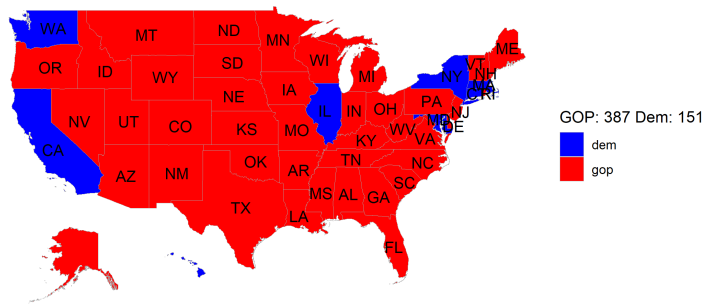 WA
MT
ND
MN
ME
VT
NH
OR
ID
SD
WI
MI
NY
MA
CT
RI
WY
IA
PA
NJ
NE
IL
IN
OH
MD
DE
NV
UT
CO
KS
MO
KY
WV
VA
CA
AZ
NM
OK
AR
TN
NC
SC
TX
LA
MS
AL
GA
FL
GOP: 387 Dem: 151
dem
gop